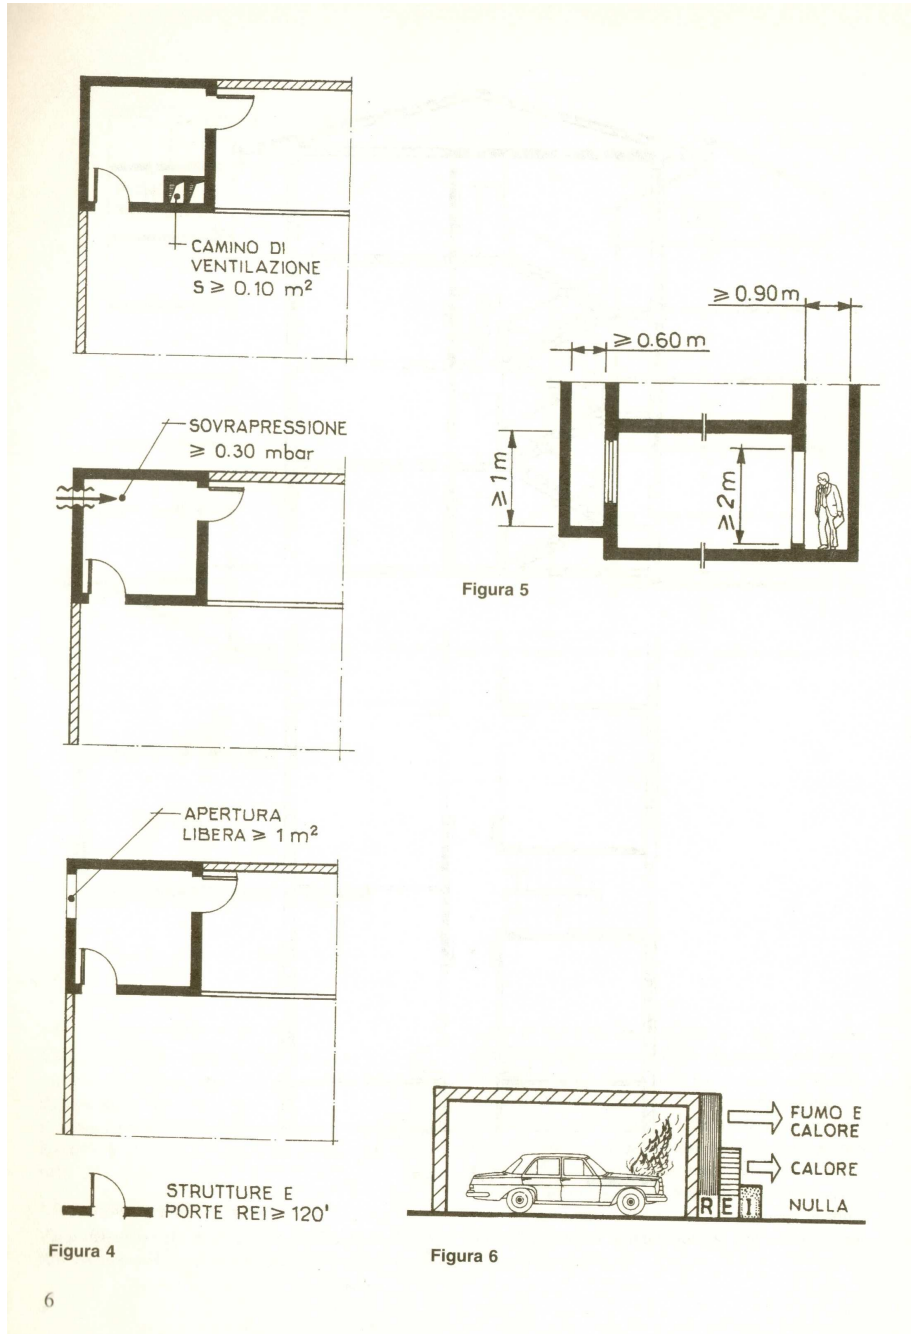 CAMINO DI
VENTILAZIONE
S ⩾ 0.10 m²
SOVRAPRESSIONE
⩾ 0.30 mbar
APERTURA
LIBERA ⩾ 1 m²
STRUTTURE E
PORTE REI ⩾ 120'
Figura 4
⩾ 0.90 m
⩾ 0.60 m
⩾ 1 m
⩾ 2 m
Figura 5
FUMO E
CALORE
CALORE
R E I NULLA
Figura 6
6